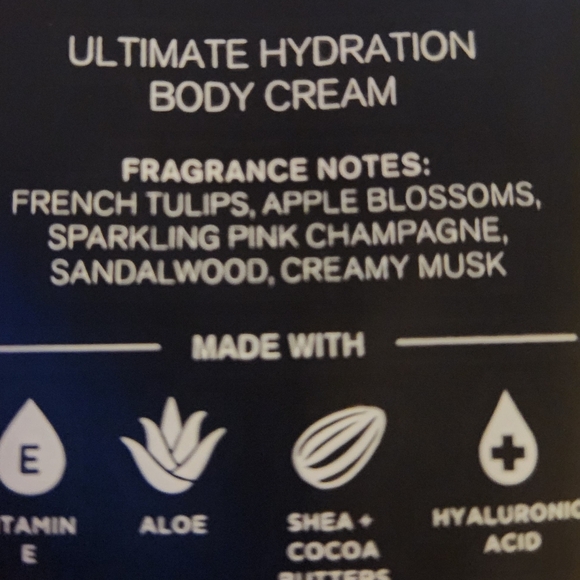 ULTIMATE HYDRATION
BODY CREAM
FRAGRANCE NOTES:
FRENCH TULIPS, APPLE BLOSSOMS,
SPARKLING PINK CHAMPAGNE,
SANDALWOOD, CREAMY MUSK
MADE WITH
E
TAMIN
E
ALOE
SHEA +
COCOA
BUTTERS
HYALURONIC
ACID